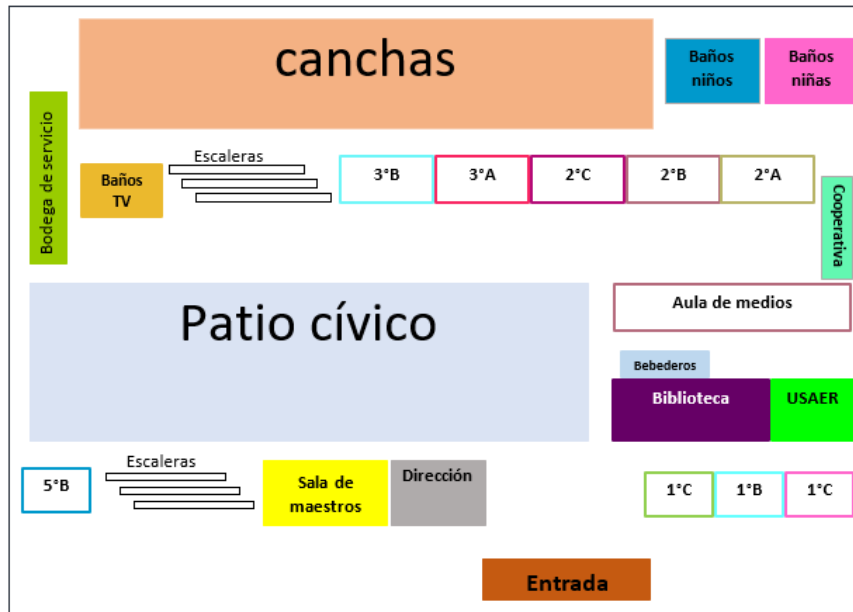 canchas
Baños
niños
Baños
niñas
Bodega de servicio
Baños
TV
Escaleras
3°B
3°A
2°C
2°B
2°A
Cooperativa
Patio cívico
Aula de medios
Bebederos
Biblioteca
USAER
5°B
Escaleras
Sala de
maestros
Dirección
1°C
1°B
1°C
Entrada